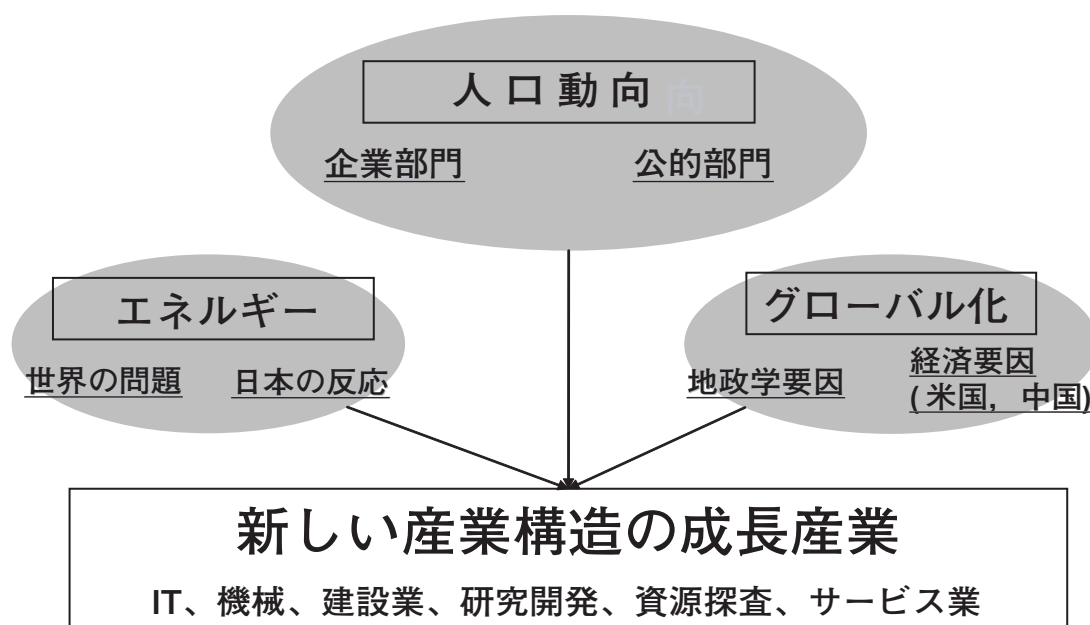 人口動向
企業部門
公的部門
エネルギー
世界の問題
日本の反応
グローバル化
地政学要因
経済要因
(米国，中国)
新しい産業構造の成長産業
IT、機械、建設業、研究開発、資源探査、サービス業